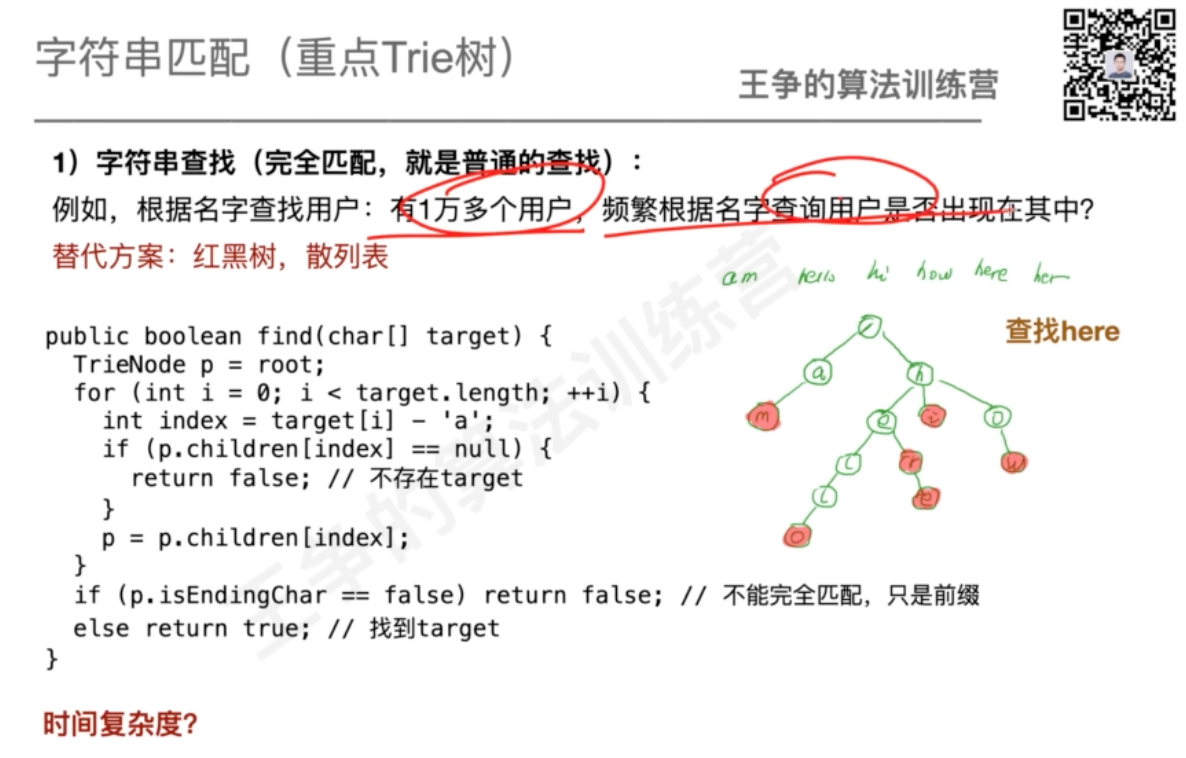 字符串匹配（重点Trie树）
王争的算法训练营
1）字符串查找（完全匹配，就是普通的查找）：
例如，根据名字查找用户：有1万多个用户，频繁根据名字查询用户是否出现在其中？
替代方案：红黑树，散列表
am hello hi how here her
查找here
public boolean find(char[] target) {
TrieNode p = root;
for (int i = 0; i < target.length; ++i) {
int index = target[i] - 'a';
if (p.children[index] == null) {
return false; // 不存在target
}
p = p.children[index];
}
if (p.isEndingChar == false) return false; // 不能完全匹配，只是前缀
else return true; // 找到target
}
/
a h
m e i o
l r w
l e
o
时间复杂度？
王争的算法训练营